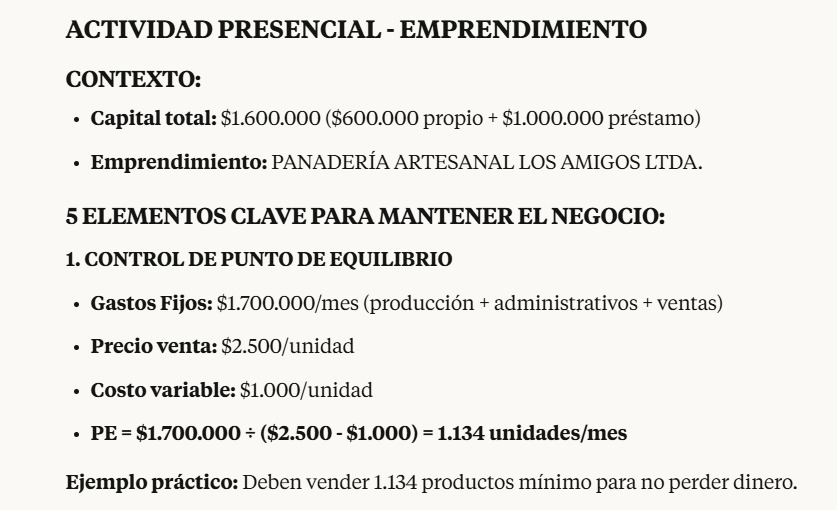 ACTIVIDAD PRESENCIAL - EMPRENDIMIENTO
CONTEXTO:
• Capital total: $1.600.000 ($600.000 propio + $1.000.000 préstamo)
• Emprendimiento: PANADERÍA ARTESANAL LOS AMIGOS LTDA.
5 ELEMENTOS CLAVE PARA MANTENER EL NEGOCIO:
1. CONTROL DE PUNTO DE EQUILIBRIO
• Gastos Fijos: $1.700.000/mes (producción + administrativos + ventas)
• Precio venta: $2.500/unidad
• Costo variable: $1.000/unidad
• PE = $1.700.000 ÷ ($2.500 - $1.000) = 1.134 unidades/mes
Ejemplo práctico: Deben vender 1.134 productos mínimo para no perder dinero.